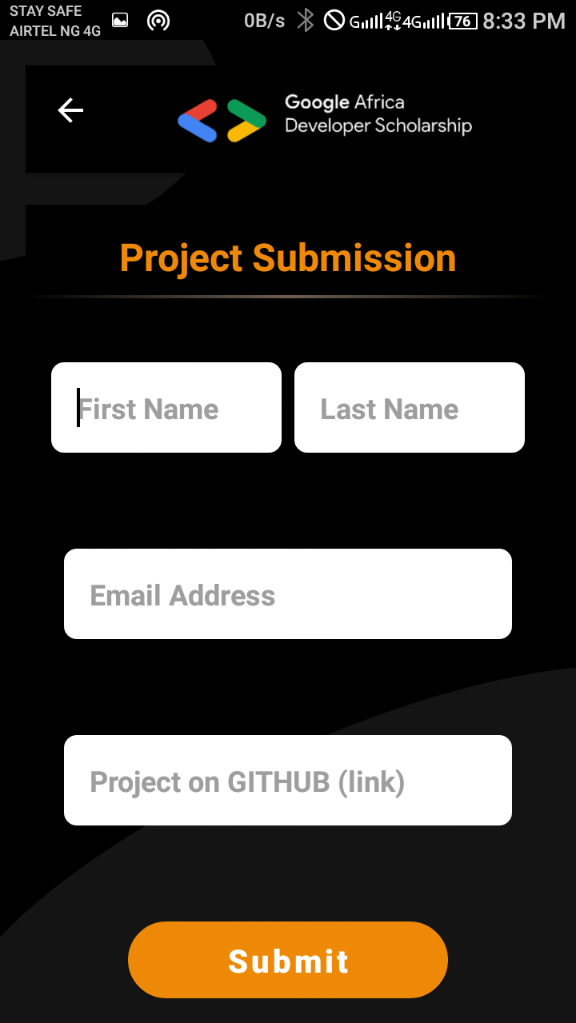 STAY SAFE
AIRTEL NG 4G
0B/s G 4G 4G 76 8:33 PM
Google Africa
Developer Scholarship
Project Submission
First Name
Last Name
Email Address
Project on GITHUB (link)
Submit